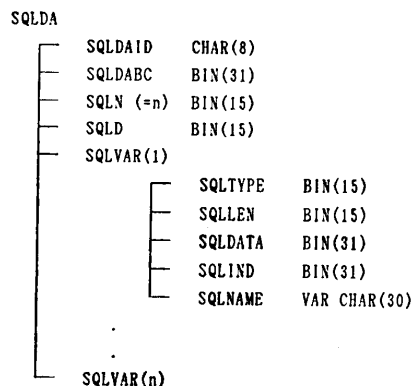 SQLDA
SQLDAID CHAR(8)
SQLDABC BIN(31)
SQLN (=n) BIN(15)
SQLD BIN(15)
SQLVAR(1)
SQLTYPE BIN(15)
SQLLEN BIN(15)
SQLDATA BIN(31)
SQLIND BIN(31)
SQLNAME VAR CHAR(30)
.
.
SQLVAR(n)